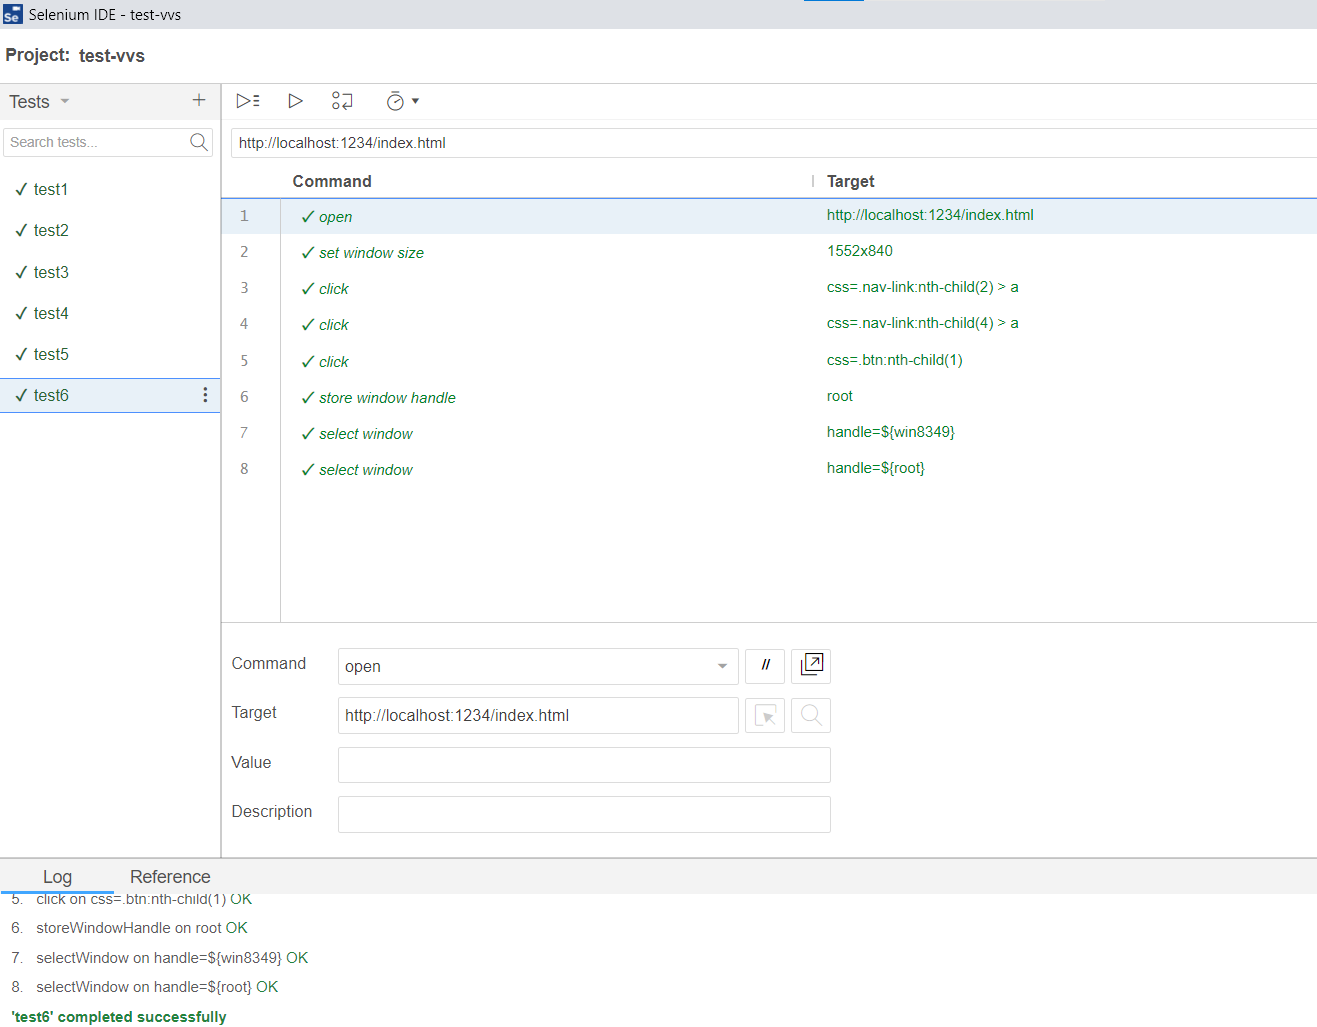 Se Selenium IDE - test-vvs
Project: test-vvs
Tests
Search tests...
✓ test1
✓ test2
✓ test3
✓ test4
✓ test5
✓ test6
http://localhost:1234/index.html
Command Target
1 ✓ open http://localhost:1234/index.html
2 ✓ set window size 1552x840
3 ✓ click css=.nav-link:nth-child(2) > a
4 ✓ click css=.nav-link:nth-child(4) > a
5 ✓ click css=.btn:nth-child(1)
6 ✓ store window handle root
7 ✓ select window handle=${win8349}
8 ✓ select window handle=${root}
Command open //
Target http://localhost:1234/index.html
Value
Description
Log Reference
5. click on css=.btn:nth-child(1) OK
6. storeWindowHandle on root OK
7. selectWindow on handle=${win8349} OK
8. selectWindow on handle=${root} OK
'test6' completed successfully